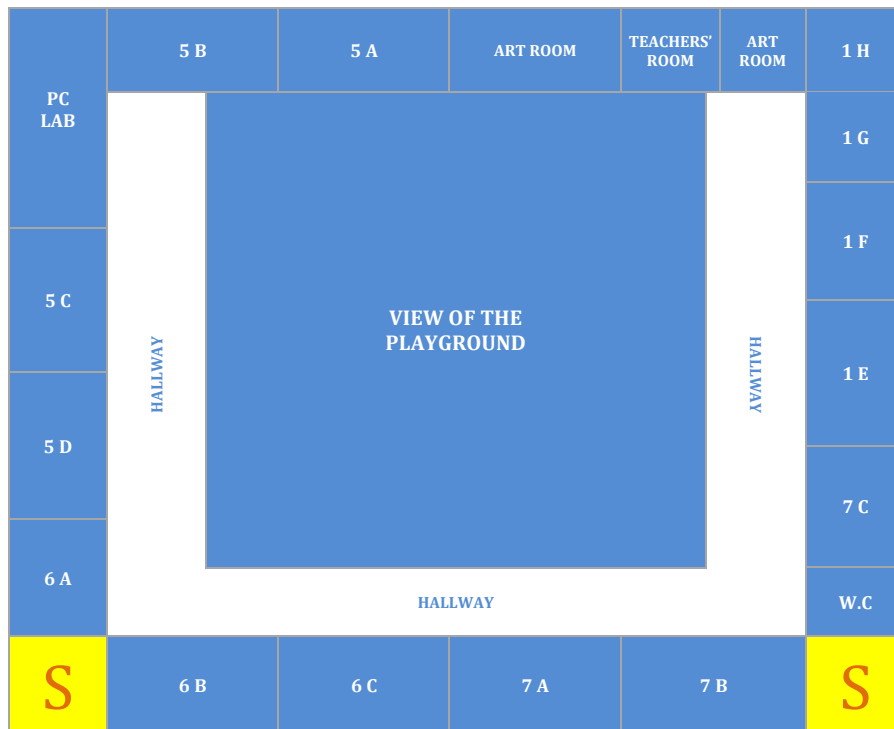 5 B
5 A
ART ROOM
TEACHERS'
ROOM
ART
ROOM
1 H
PC
LAB
1 G
1 F
5 C
VIEW OF THE
PLAYGROUND
HALLWAY
HALLWAY
1 E
5 D
7 C
6 A
HALLWAY
W.C
S
6 B
6 C
7 A
7 B
S